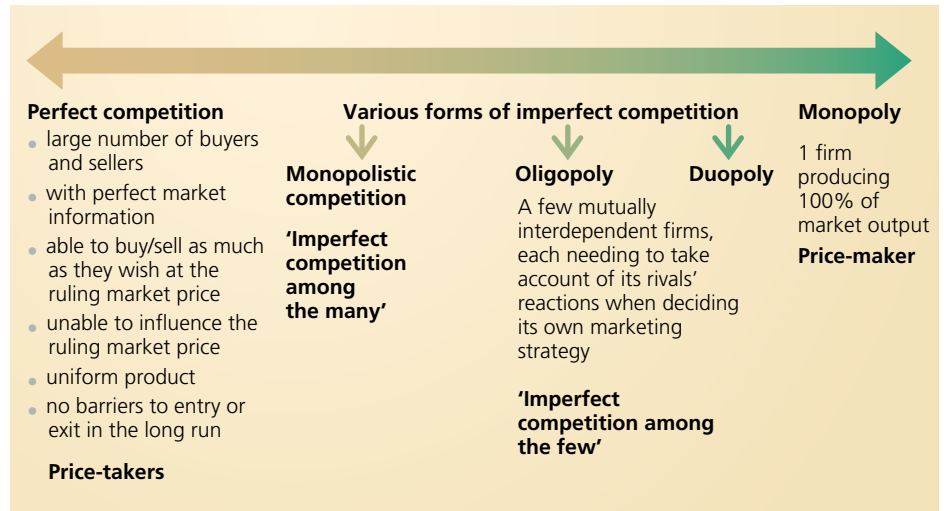 Perfect competition
large number of buyers
and sellers
with perfect market
information
able to buy/sell as much
as they wish at the
ruling market price
unable to influence the
ruling market price
uniform product
no barriers to entry or
exit in the long run
Price-takers
Various forms of imperfect competition
Monopolistic
competition
‘Imperfect
competition
among
the many’
Oligopoly
A few mutually
interdependent firms,
each needing to take
account of its rivals’
reactions when deciding
its own marketing
strategy
‘Imperfect
competition among
the few’
Duopoly
Monopoly
1 firm
producing
100% of
market output
Price-maker